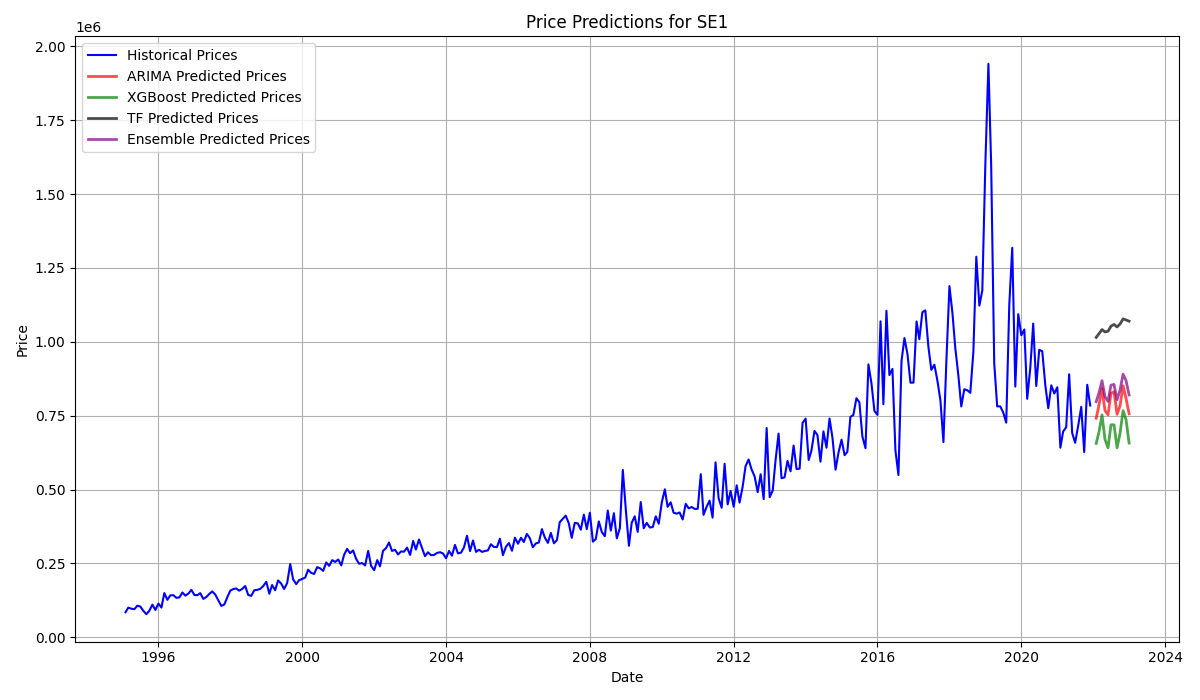 Price Predictions for SE1
1e6
2.00
1.75
1.50
1.25
1.00
0.75
0.50
0.25
0.00
Price
Historical Prices
ARIMA Predicted Prices
XGBoost Predicted Prices
TF Predicted Prices
Ensemble Predicted Prices
1996 2000 2004 2008 2012 2016 2020 2024
Date